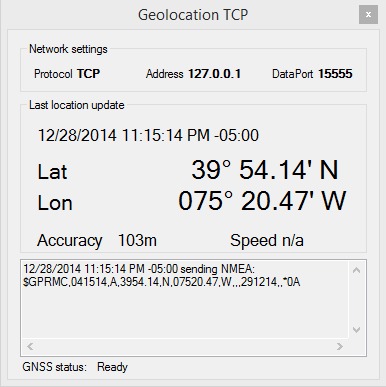 Geolocation TCP
x
Network settings
Protocol TCP Address 127.0.0.1 DataPort 15555
Last location update
12/28/2014 11:15:14 PM -05:00
Lat 39° 54.14' N
Lon 075° 20.47' W
Accuracy 103m Speed n/a
12/28/2014 11:15:14 PM -05:00 sending NMEA:
$GPRMC,041514,A,3954.14,N,07520.47,W,,,291214,,*0A
GNSS status: Ready